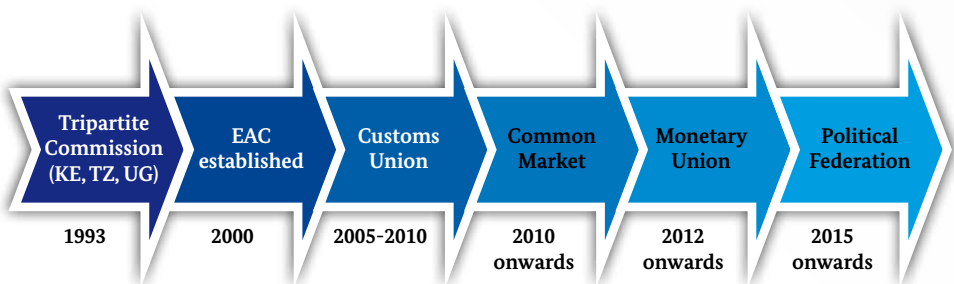 Tripartite
Commission
(KE, TZ, UG)
EAC
established
Customs
Union
Common
Market
Monetary
Union
Political
Federation
1993
2000
2005-2010
2010
onwards
2012
onwards
2015
onwards